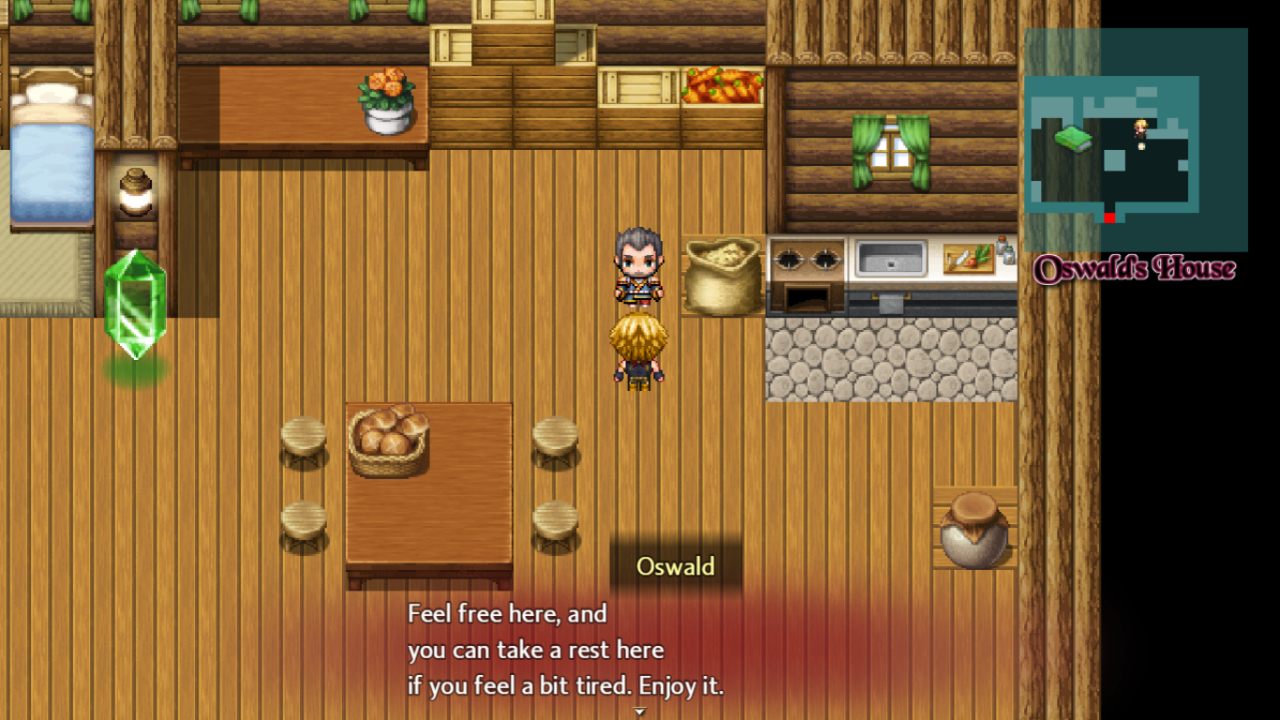 Oswald's House
Oswald
Feel free here, and
you can take a rest here
if you feel a bit tired. Enjoy it.